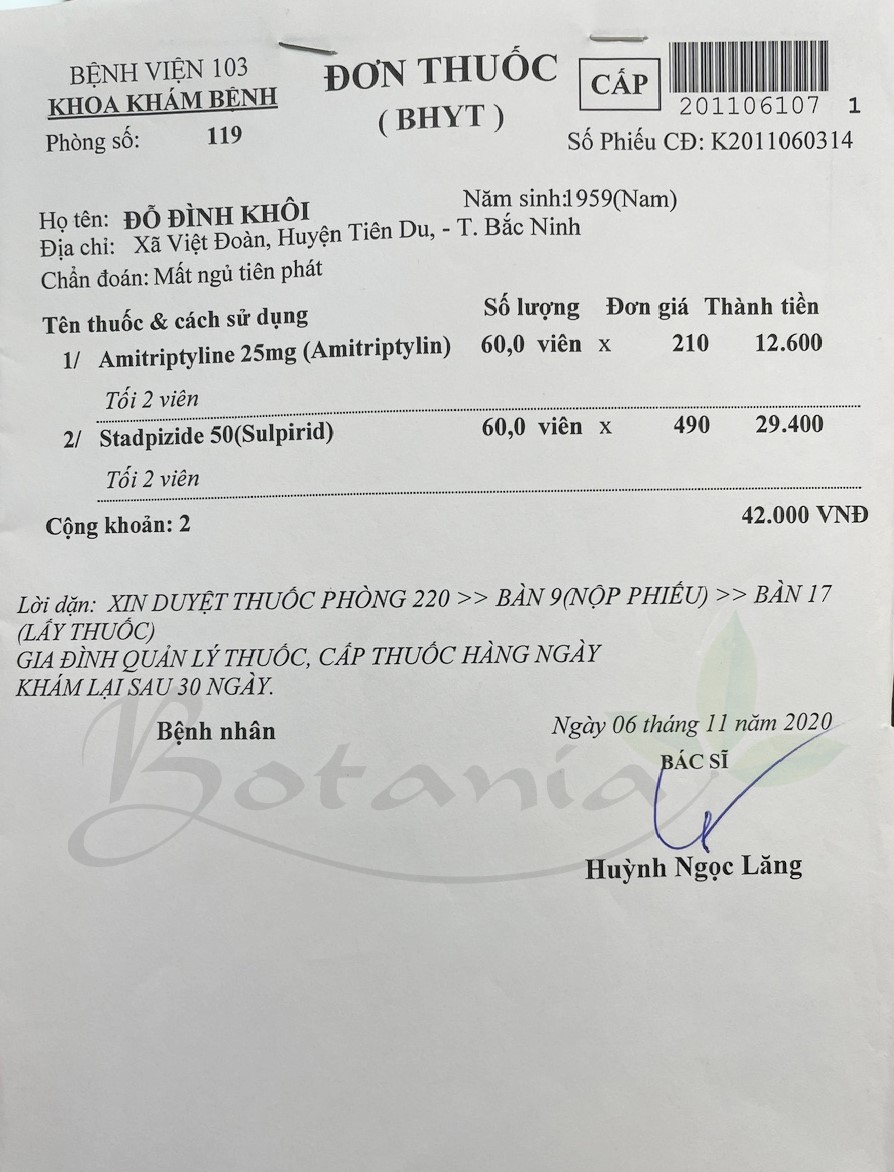 BỆNH VIỆN 103
KHOA KHÁM BỆNH
Phòng số: 119
ĐƠN THUỐC
( BHYT )
CẤP
201106107 1
Số Phiếu CĐ: K2011060314
Họ tên: ĐỖ ĐÌNH KHÔI Năm sinh:1959(Nam)
Địa chỉ: Xã Việt Đoàn, Huyện Tiên Du, - T. Bắc Ninh
Chẩn đoán: Mất ngủ tiên phát
Tên thuốc & cách sử dụng Số lượng Đơn giá Thành tiền
1/ Amitriptyline 25mg (Amitriptylin) 60,0 viên x 210 12.600
Tối 2 viên
2/ Stadpizide 50(Sulpirid) 60,0 viên x 490 29.400
Tối 2 viên
Cộng khoản: 2 42.000 VNĐ
Lời dặn: XIN DUYỆT THUỐC PHÒNG 220 >> BÀN 9(NỘP PHIẾU) >> BÀN 17
(LẤY THUỐC)
GIA ĐÌNH QUẢN LÝ THUỐC, CẤP THUỐC HÀNG NGÀY
KHÁM LẠI SAU 30 NGÀY.
Bệnh nhân Ngày 06 tháng 11 năm 2020
BÁC SĨ
Botania
Huỳnh Ngọc Lăng